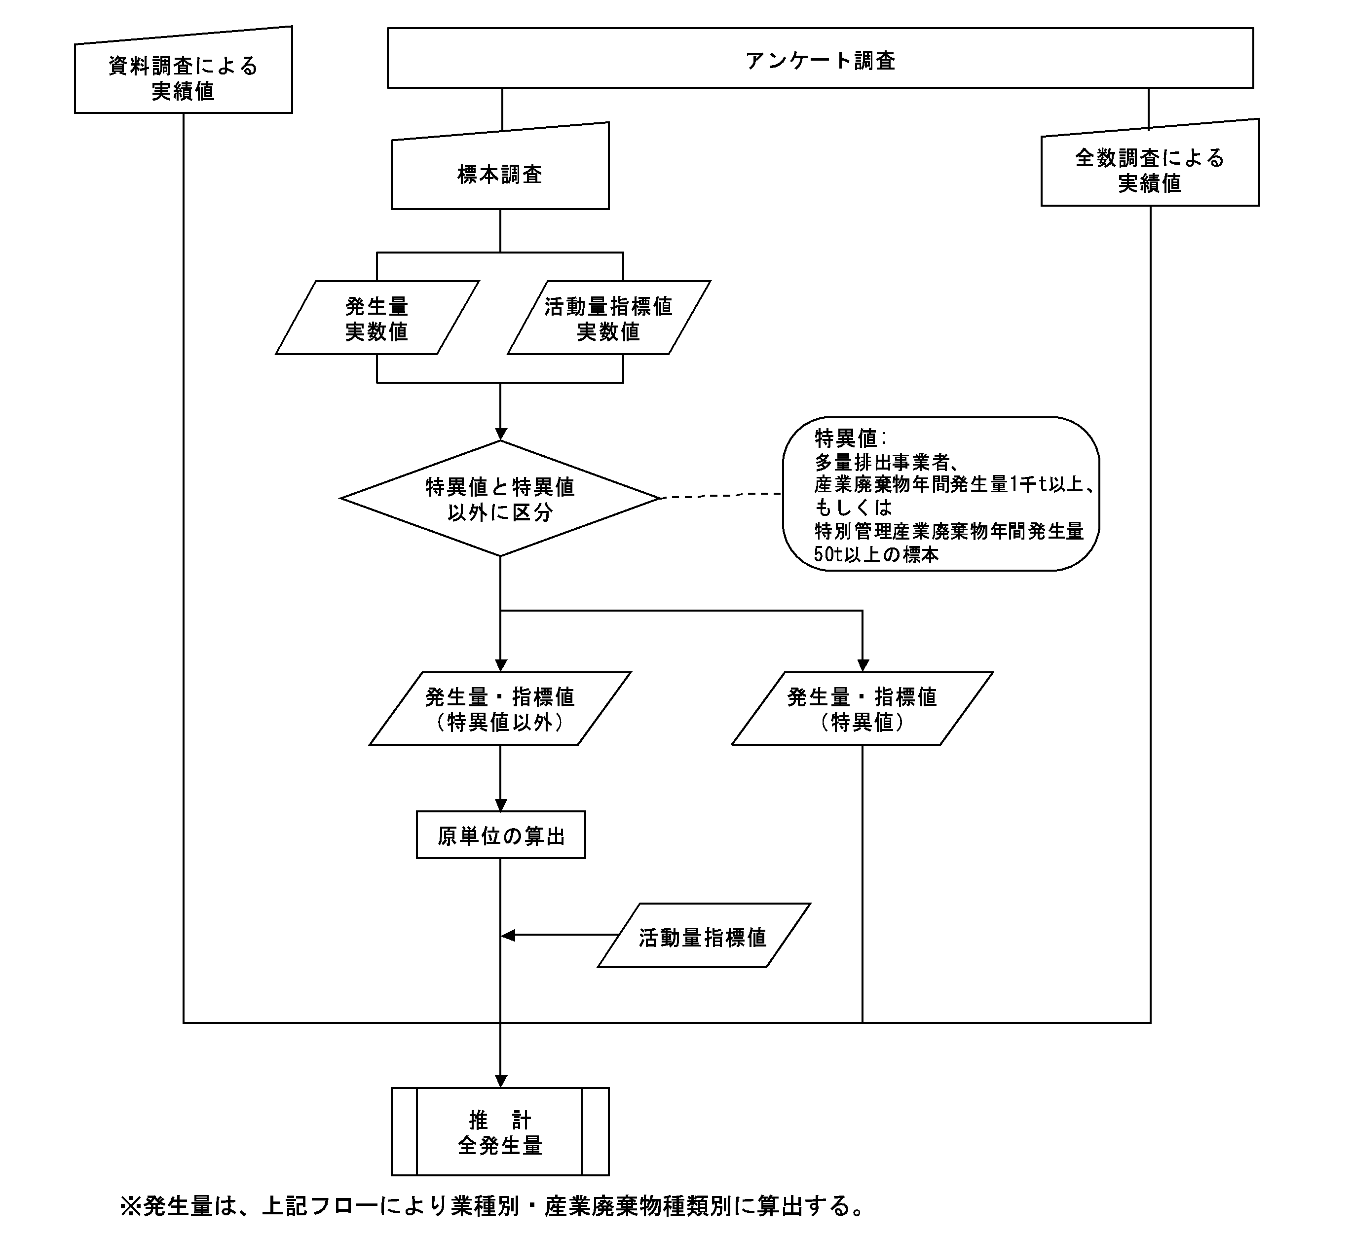 資料調査による
実績値
アンケート調査
標本調査
全数調査による
実績値
発生量
実数値
活動量指標値
実数値
特異値と特異値
以外に区分
特異値:
多量排出事業者、
産業廃棄物年間発生量1千t以上、
もしくは
特別管理産業廃棄物年間発生量
50t以上の標本
発生量・指標値
(特異値以外)
発生量・指標値
(特異値)
原単位の算出
活動量指標値
推　計
全発生量
※発生量は、上記フローにより業種別・産業廃棄物種類別に算出する。